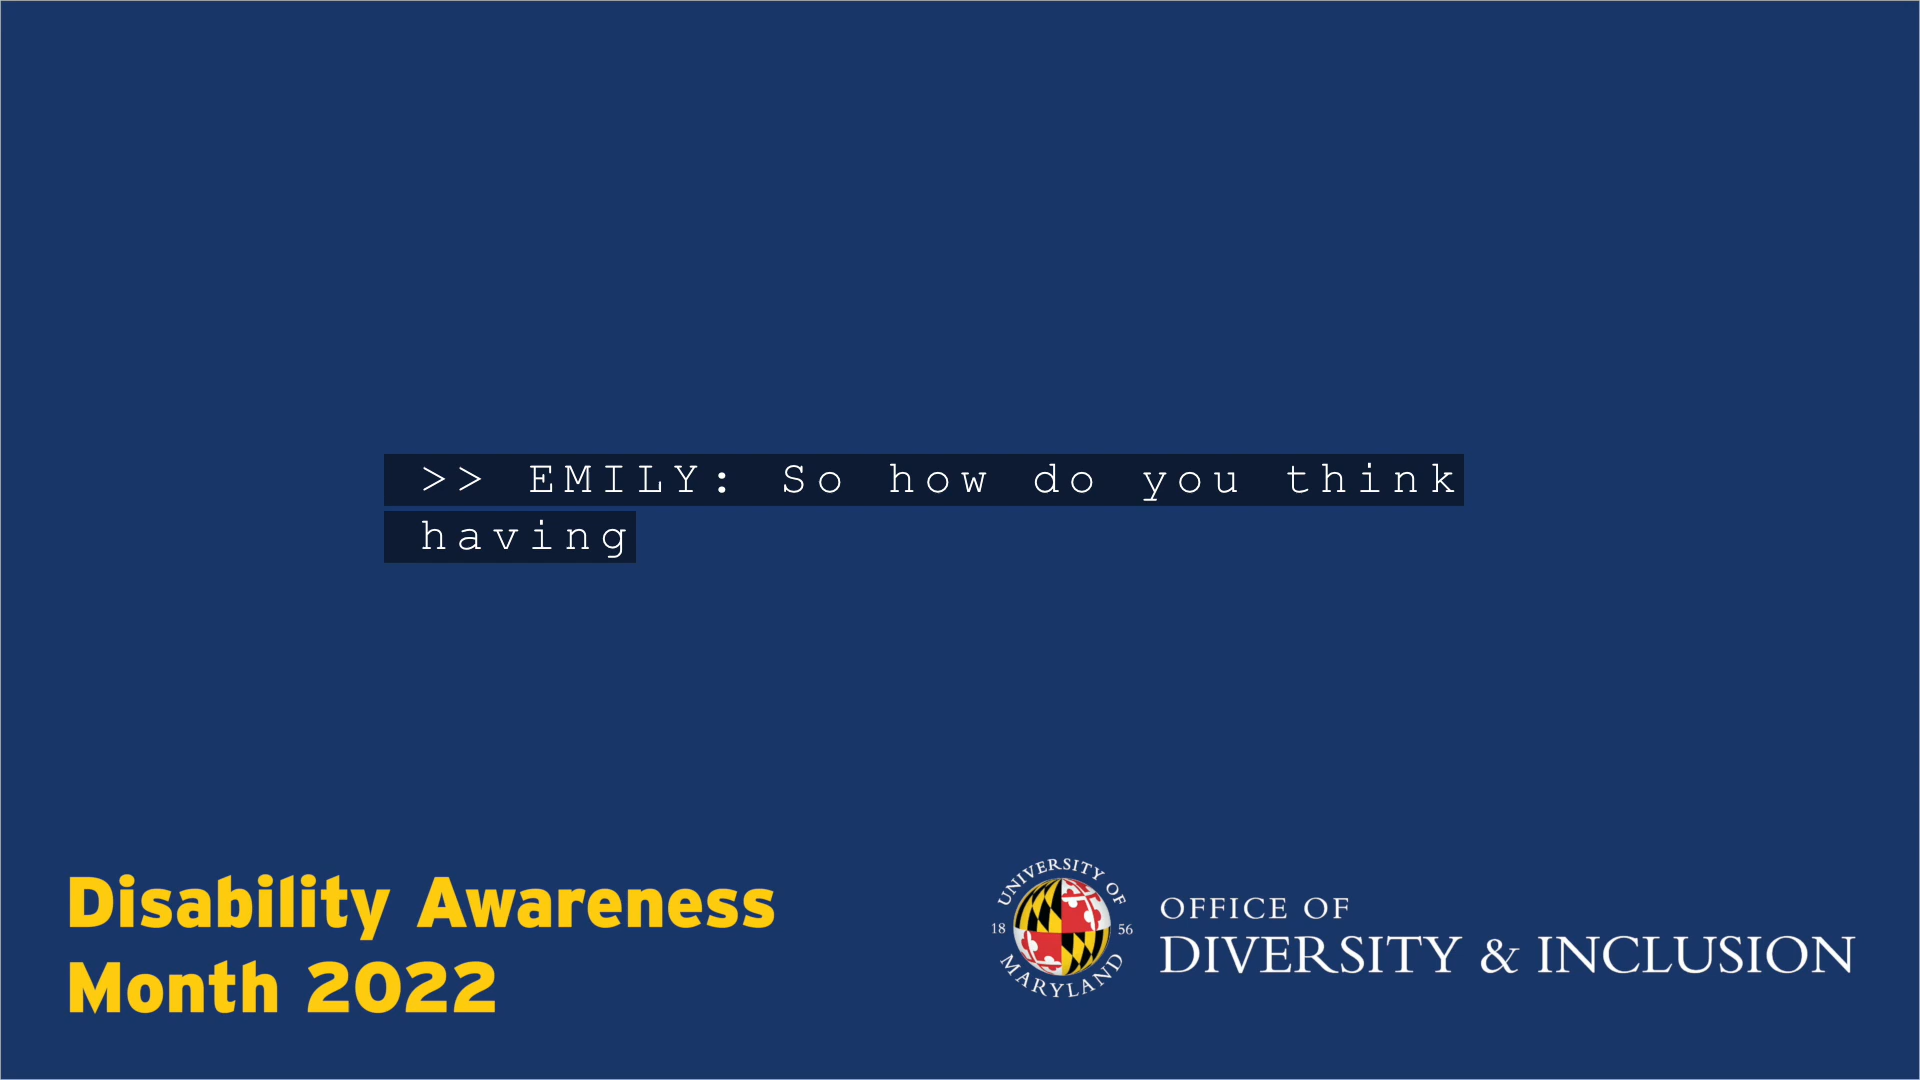 >> EMILY: So how do you think
having
Disability Awareness
Month 2022
UNIVERSITY OF
18 56
MARYLAND
OFFICE OF
DIVERSITY & INCLUSION